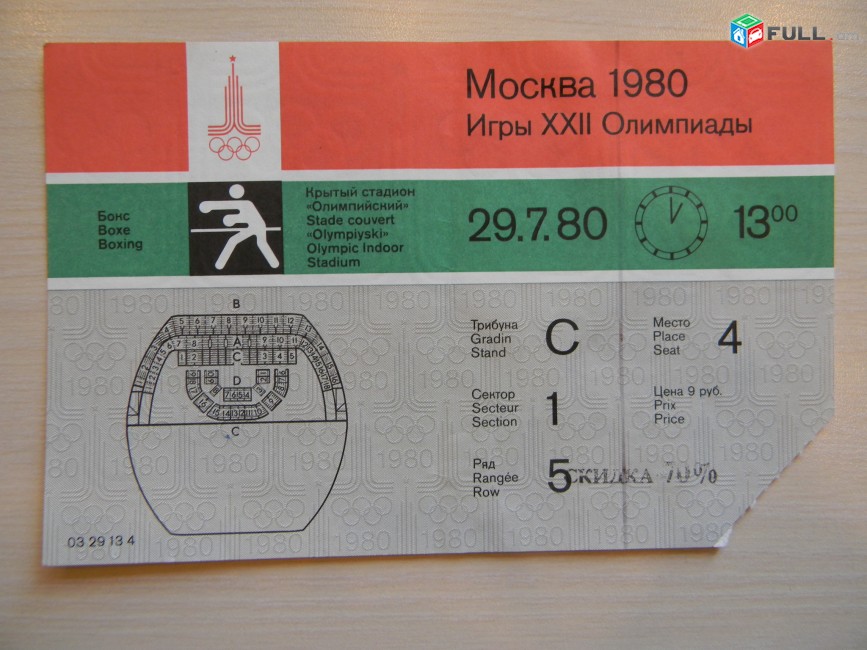 FULL.am
Москва 1980
Игры XXII Олимпиады
Бокс
Boxe
Boxing
Крытый стадион
«Олимпийский»
Stade couvert
«Olympiyski»
Olympic Indoor
Stadium
29.7.80
13⁰⁰
B
A
C
D
C
Трибуна
Gradin
Stand
C
Место
Place
Seat
4
Сектор
Secteur
Section
1
Цена 9 руб.
Prix
Price
Ряд
Rangée
Row
5
СКИДКА 70%
03 29 13 4